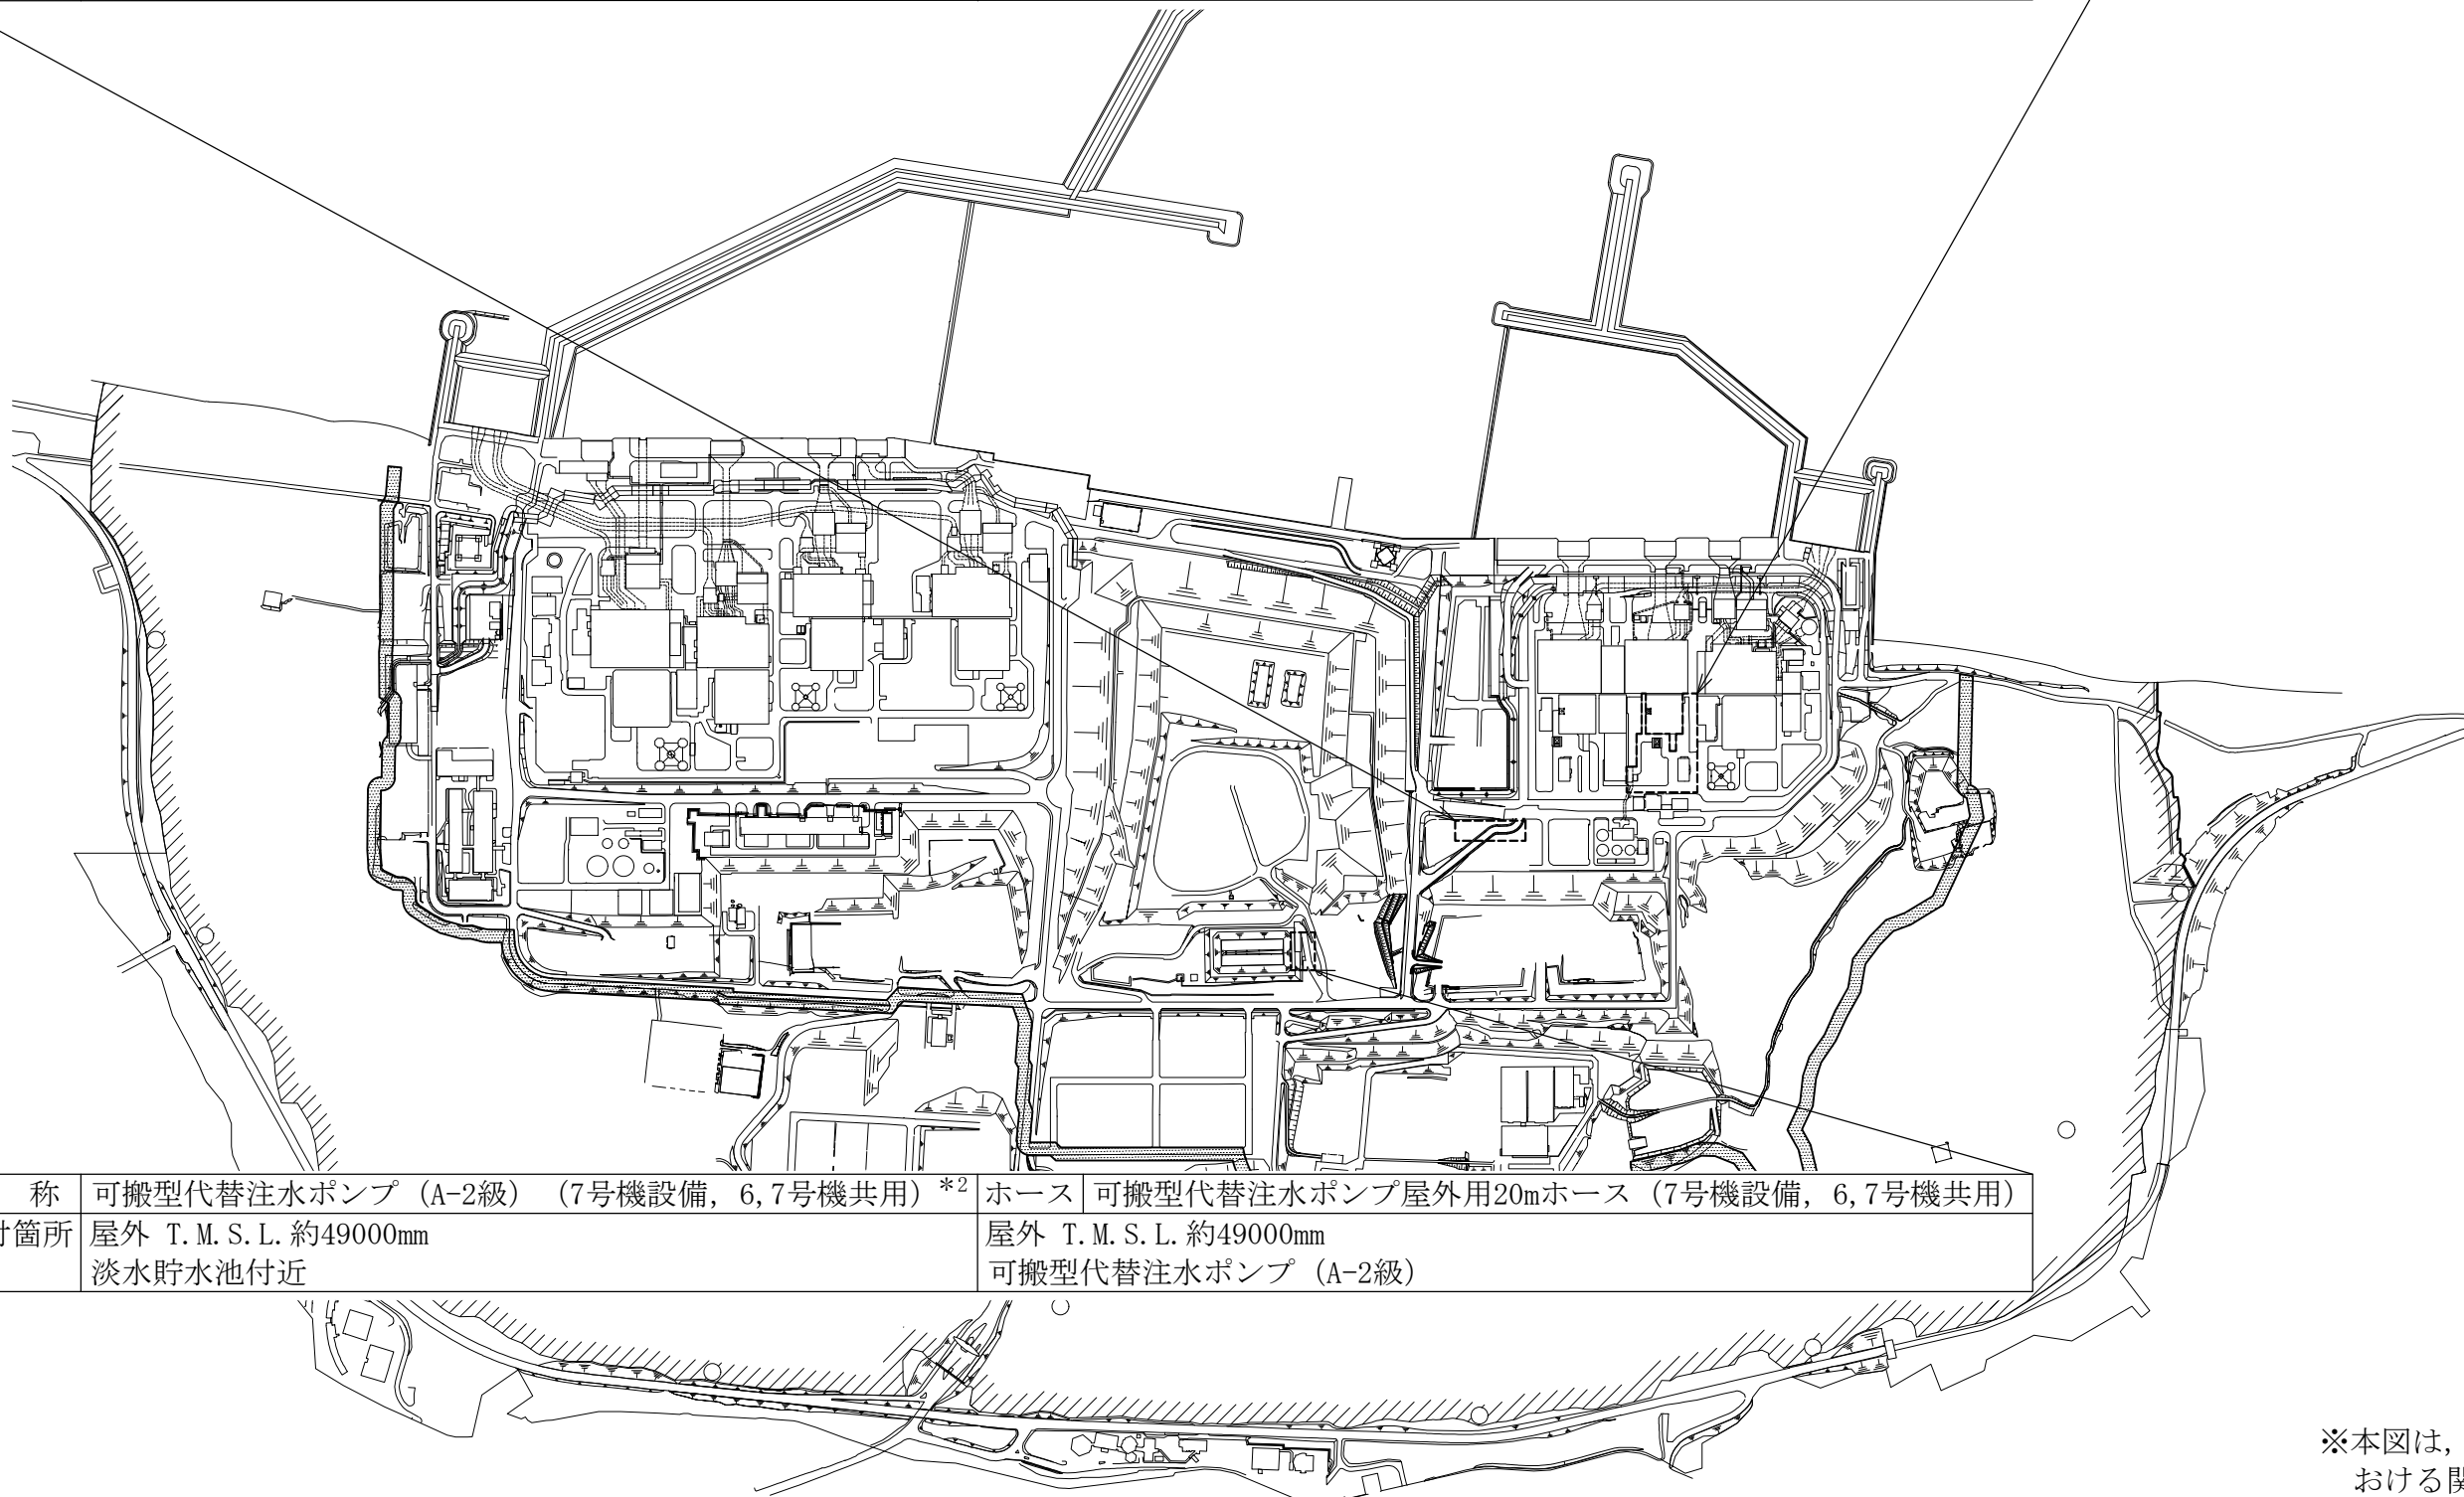 称 可搬型代替注水ポンプ（A-2級）（7号機設備，6,7号機共用）*2 ホース 可搬型代替注水ポンプ屋外用20mホース（7号機設備，6,7号機共用）
付箇所 屋外 T.M.S.L.約49000mm 屋外 T.M.S.L.約49000mm
淡水貯水池付近 可搬型代替注水ポンプ（A-2級）
※本図は，
おける関